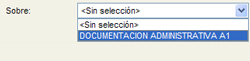 Sobre: <Sin selección>
<Sin selección>
DOCUMENTACION ADMINISTRATIVA A1